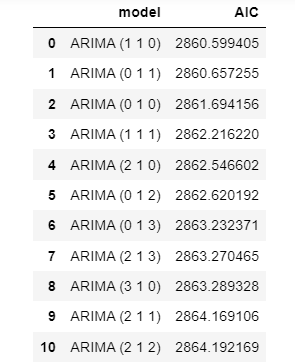 model AIC
0 ARIMA (1 1 0) 2860.599405
1 ARIMA (0 1 1) 2860.657255
2 ARIMA (0 1 0) 2861.694156
3 ARIMA (1 1 1) 2862.216220
4 ARIMA (2 1 0) 2862.546602
5 ARIMA (0 1 2) 2862.620192
6 ARIMA (0 1 3) 2863.232371
7 ARIMA (2 1 3) 2863.270465
8 ARIMA (3 1 0) 2863.289328
9 ARIMA (2 1 1) 2864.169106
10 ARIMA (2 1 2) 2864.192169